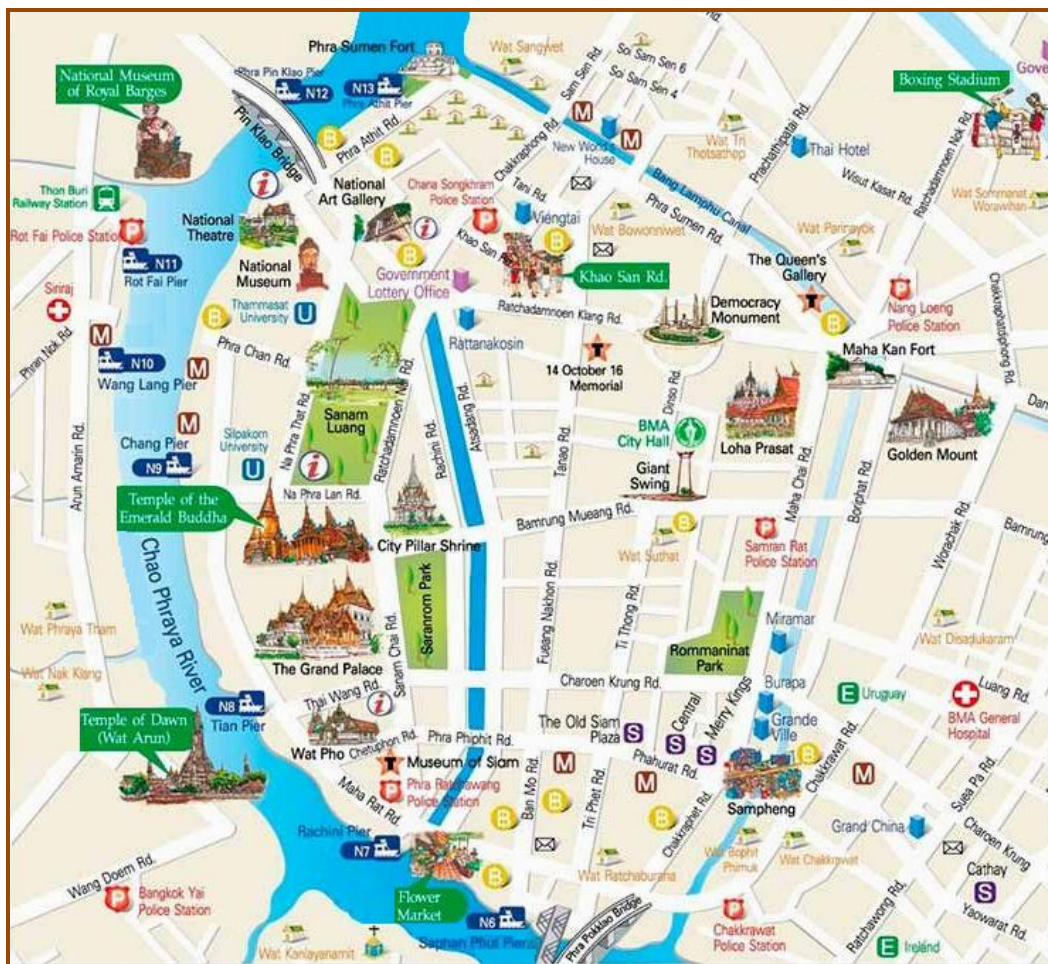 Phra Sumen Fort
Wat Sangwet
Soi Sam Sen 6
Soi Sam Sen 4
Sam Sen Rd.
National Museum
of Royal Barges
Phra Pin Klao Pier
N12
N13
Phra Athit Pier
Boxing Stadium
Pin Klao Bridge
Phra Athit Rd.
Chakkraphong Rd.
New World
House
Wat Tri
Thotsathep
Prachathipatai Rd.
Thai Hotel
Wisut Kasat Rd.
Ratchadamnoen Nok Rd.
Bang Lamphu Canal
Phra Sumen Rd.
Thon Buri
Railway Station
Rot Fai Police Station
N11
Rot Fai Pier
National
Theatre
National
Art Gallery
Chana Songkhram
Police Station
Tani Rd.
Viengtai
Wat Bowonniwet
Wat Sommanat
Worawihan
Wat Parinayok
National
Museum
Government
Lottery Office
Khao San Rd.
Khao San Rd.
The Queen's
Gallery
Nang Loeng
Police Station
Chakkraphatdiphong Rd.
Siriraj
Phran Nok Rd.
Thammasat
University
Ratchadamnoen Klang Rd.
Democracy
Monument
Rattanakosin
Maha Kan Fort
N10
Wang Lang Pier
Phra Chan Rd.
14 October 16
Memorial
Dinso Rd.
Sanam
Luang
Na Phra That Rd.
Ratchadamnoen Nai Rd.
Rachini Rd.
Atsadang Rd.
Tanao Rd.
BMA
City Hall
Loha Prasat
Golden Mount
Chang Pier
N9
Silpakorn
University
Arun Amarin Rd.
Giant
Swing
Maha Chai Rd.
Boriphat Rd.
Worachak Rd.
Na Phra Lan Rd.
Temple of the
Emerald Buddha
City Pillar Shrine
Bamrung Mueang Rd.
Wat Suthat
Samran Rat
Police Station
Chao Phraya River
Saranrom Park
Sanam Chai Rd.
Fueang Nakhon Rd.
Ti Thong Rd.
Miramar
Wat Phraya Tham
Wat Nak Klang
The Grand Palace
Rommaninat
Park
Charoen Krung Rd.
Burapa
Uruguay
Luang Rd.
BMA General
Hospital
N8
Tian Pier
Thai Wang Rd.
Temple of Dawn
(Wat Arun)
Wat Pho
Chetuphon Rd.
Phra Phiphit Rd.
The Old Siam
Plaza
Central
Merry Kings
Grande
Ville
Phahurat Rd.
Museum of Siam
Phra Ratchawang
Police Station
Maha Rat Rd.
Ban Mo Rd.
Tri Phet Rd.
Chakkraphet Rd.
Sampheng
Chakkrawat Rd.
Suea Pa Rd.
Rachini Pier
N7
Grand China
Charoen Krung
Wang Doem Rd.
Wat Bophit
Phimuk
Wat Chakkrawat
Wat Ratchaburana
Cathay
Bangkok Yai
Police Station
Flower
Market
N6
Saphan Phut Piers
Phra Pokklao Bridge
Chakkrawat
Police Station
Ratchawong Rd.
Yaowarat Rd.
Wat Kanlayanamit
Ireland